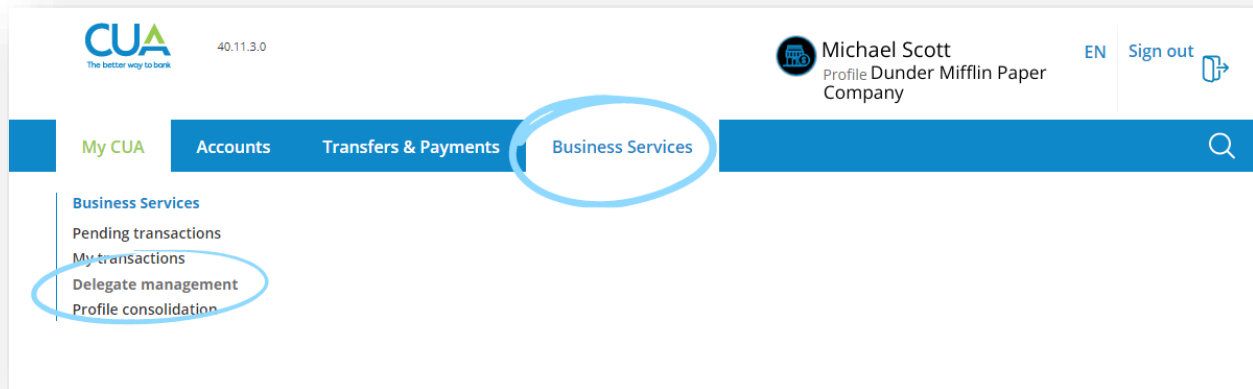 CUA
The better way to bank
40.11.3.0
Michael Scott
Profile Dunder Mifflin Paper
Company
EN
Sign out
My CUA
Accounts
Transfers & Payments
Business Services
Business Services
Pending transactions
My transactions
Delegate management
Profile consolidation